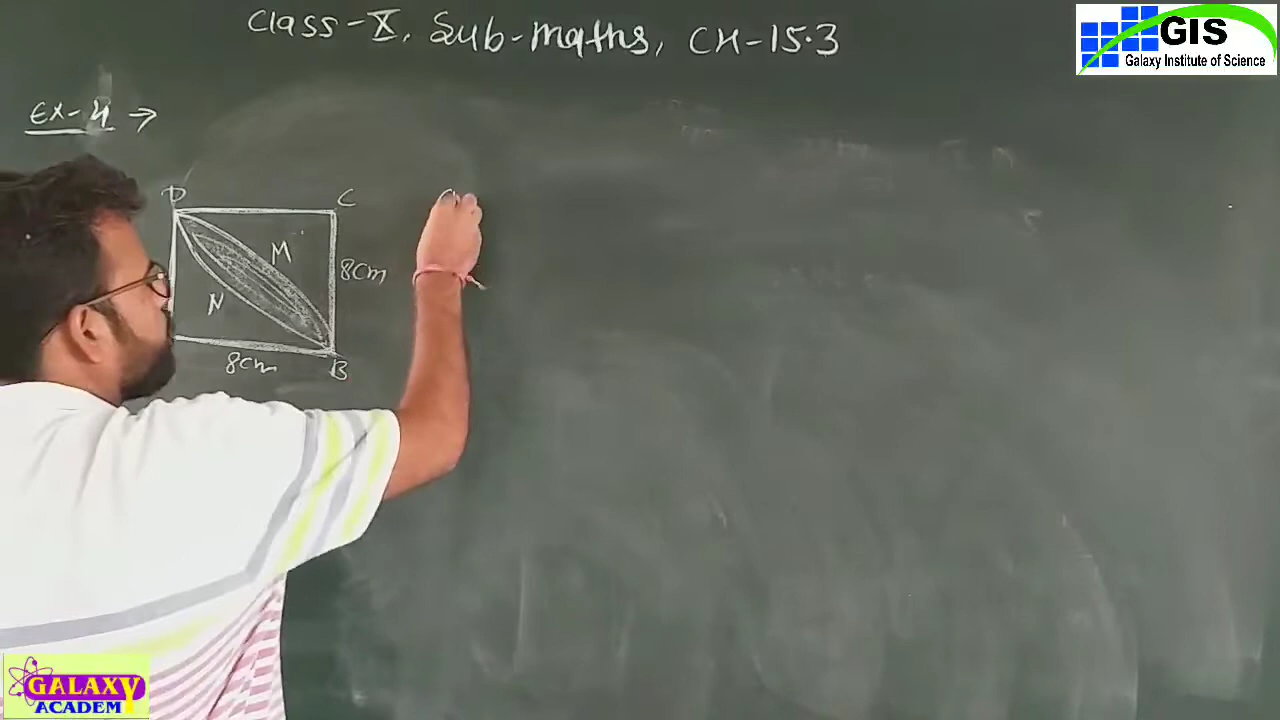 Class-X, Sub-maths, CH-15.3
GIS
Galaxy Institute of Science
Ex-4 →
D
C
M
8cm
N
8cm
B
GALAXY
ACADEM